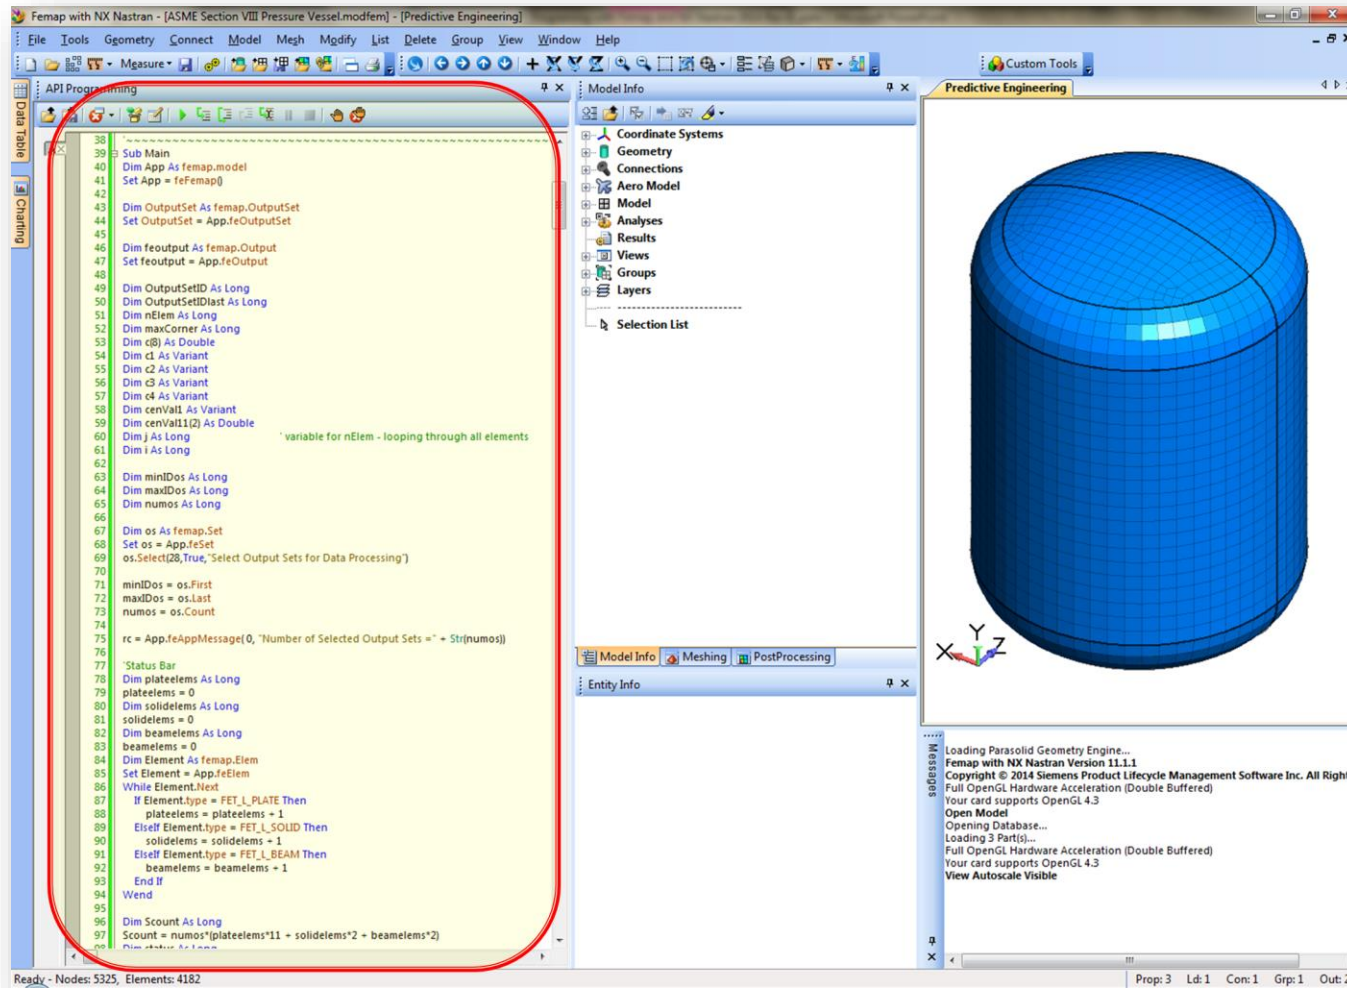 Femap with NX Nastran - [ASME Section VIII Pressure Vessel.modfem] - [Predictive Engineering]
File Tools Geometry Connect Model Mesh Modify List Delete Group View Window Help
Measure
Custom Tools
Data Table
Charting
API Programming
38 '~~~~~~~~~~~~~~~~~~~~~~~~~~~~~~~~~~~~~~~~
39 Sub Main
40 Dim App As femap.model
41 Set App = feFemap()
42
43 Dim OutputSet As femap.OutputSet
44 Set OutputSet = App.feOutputSet
45
46 Dim feoutput As femap.Output
47 Set feoutput = App.feOutput
48
49 Dim OutputSetID As Long
50 Dim OutputSetIDlast As Long
51 Dim nElem As Long
52 Dim maxCorner As Long
53 Dim c(8) As Double
54 Dim c1 As Variant
55 Dim c2 As Variant
56 Dim c3 As Variant
57 Dim c4 As Variant
58 Dim cenVal1 As Variant
59 Dim cenVal11(2) As Double
60 Dim j As Long ' variable for nElem - looping through all elements
61 Dim i As Long
62
63 Dim minIDos As Long
64 Dim maxIDos As Long
65 Dim numos As Long
66
67 Dim os As femap.Set
68 Set os = App.feSet
69 os.Select(28,True,"Select Output Sets for Data Processing")
70
71 minIDos = os.First
72 maxIDos = os.Last
73 numos = os.Count
74
75 rc = App.feAppMessage( 0, "Number of Selected Output Sets =" + Str(numos))
76
77 'Status Bar
78 Dim plateelems As Long
79 plateelems = 0
80 Dim solidelems As Long
81 solidelems = 0
82 Dim beamelems As Long
83 beamelems = 0
84 Dim Element As femap.Elem
85 Set Element = App.feElem
86 While Element.Next
87 If Element.type = FET_L_PLATE Then
88 plateelems = plateelems + 1
89 ElseIf Element.type = FET_L_SOLID Then
90 solidelems = solidelems + 1
91 ElseIf Element.type = FET_L_BEAM Then
92 beamelems = beamelems + 1
93 End If
94 Wend
95
96 Dim Scount As Long
97 Scount = numos*(plateelems*11 + solidelems*2 + beamelems*2)
98 Dim status As Long
Model Info
Coordinate Systems
Geometry
Connections
Aero Model
Model
Analyses
Results
Views
Groups
Layers
Selection List
Model Info Meshing PostProcessing
Entity Info
Predictive Engineering
Y
X Z
Messages
Loading Parasolid Geometry Engine...
Femap with NX Nastran Version 11.1.1
Copyright © 2014 Siemens Product Lifecycle Management Software Inc. All Right
Full OpenGL Hardware Acceleration (Double Buffered)
Your card supports OpenGL 4.3
Open Model
Opening Database...
Loading 3 Part(s)...
Full OpenGL Hardware Acceleration (Double Buffered)
Your card supports OpenGL 4.3
View Autoscale Visible
Ready - Nodes: 5325, Elements: 4182
Prop: 3 Ld: 1 Con: 1 Grp: 1 Out: